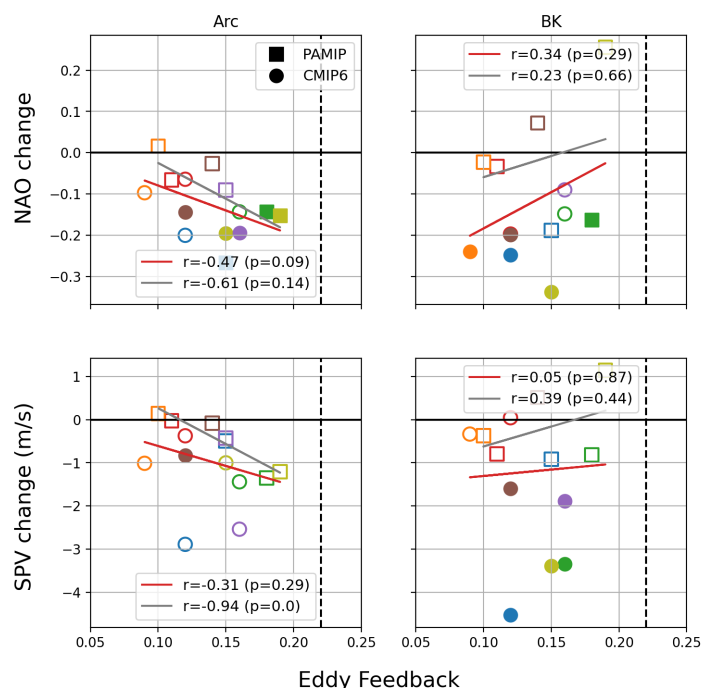 Arc
BK
NAO change
0.2
0.1
0.0
−0.1
−0.2
−0.3
PAMIP
CMIP6
r=-0.47 (p=0.09)
r=-0.61 (p=0.14)
r=0.34 (p=0.29)
r=0.23 (p=0.66)
SPV change (m/s)
1
0
−1
−2
−3
−4
r=-0.31 (p=0.29)
r=-0.94 (p=0.0)
r=0.05 (p=0.87)
r=0.39 (p=0.44)
0.05
0.10
0.15
0.20
0.25
0.05
0.10
0.15
0.20
0.25
Eddy Feedback